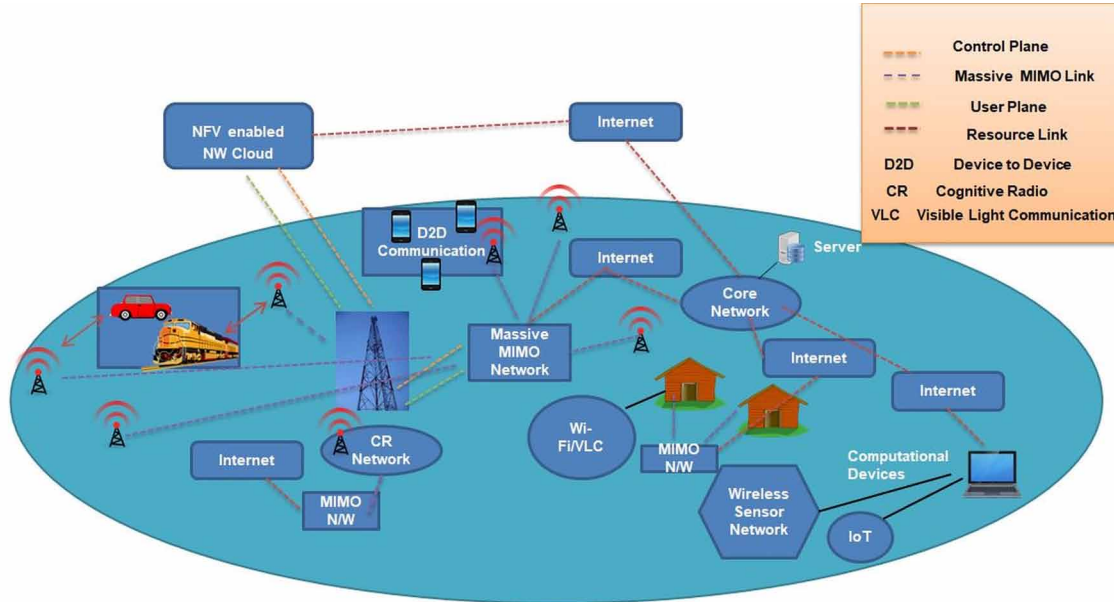 Control Plane
Massive MIMO Link
User Plane
Resource Link
D2D Device to Device
CR Cognitive Radio
VLC Visible Light Communication
NFV enabled
NW Cloud
Internet
D2D
Communication
Internet
Server
Core
Network
Massive
MIMO
Network
Internet
Internet
Wi-
Fi/VLC
MIMO
N/W
CR
Network
Internet
MIMO
N/W
Computational
Devices
Wireless
Sensor
Network
IoT